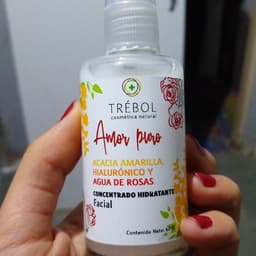 TRÉBOL
cosmética natural
Amor puro
ACACIA AMARILLA,
HIALURÓNICO Y
AGUA DE ROSAS
CONCENTRADO HIDRATANTE
Facial
Contenido Neto: